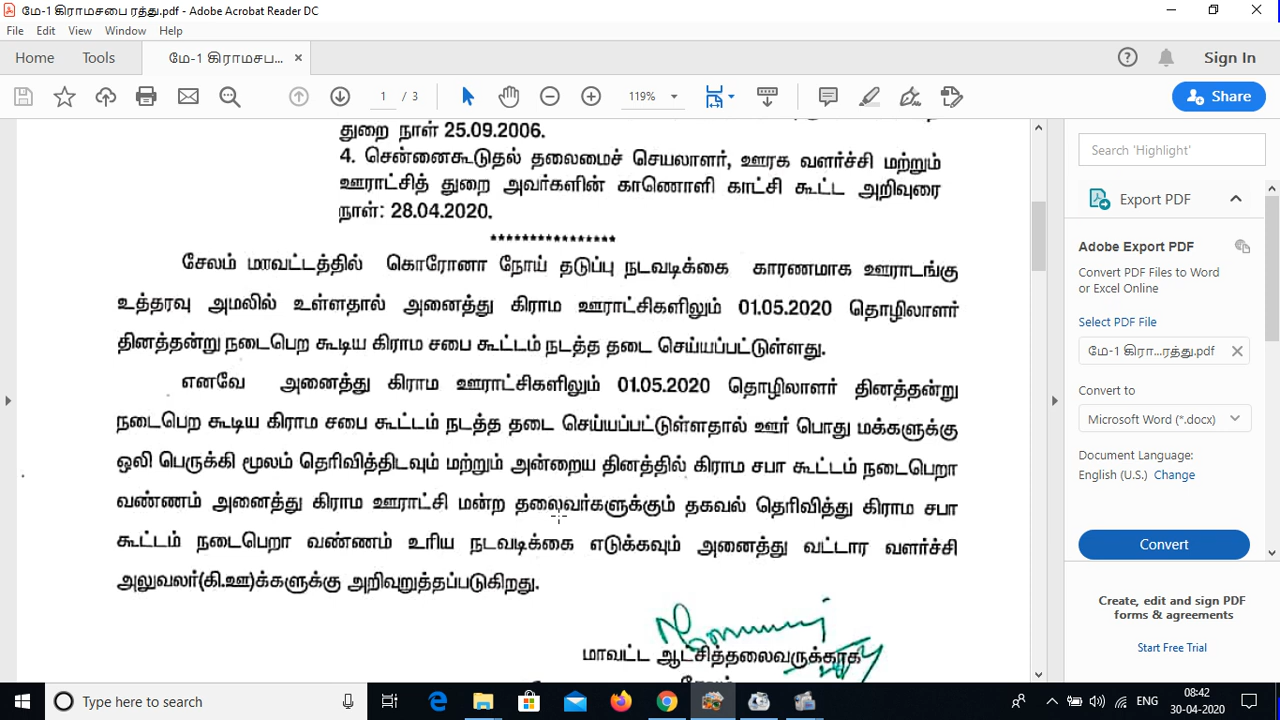 மே-1 கிராமசபை ரத்து.pdf - Adobe Acrobat Reader DC
File Edit View Window Help
Home Tools மே-1 கிராமசப... × Sign In
1 / 3 119% Share
துறை நாள் 25.09.2006.
4. சென்னைகூடுதல் தலைமைச் செயலாளர், ஊரக வளர்ச்சி மற்றும்
ஊராட்சித் துறை அவர்களின் காணொளி காட்சி கூட்ட அறிவுரை
நாள்: 28.04.2020.
****************
சேலம் மாவட்டத்தில் கொரோனா நோய் தடுப்பு நடவடிக்கை காரணமாக ஊராடங்கு
உத்தரவு அமலில் உள்ளதால் அனைத்து கிராம ஊராட்சிகளிலும் 01.05.2020 தொழிலாளர்
தினத்தன்று நடைபெற கூடிய கிராம சபை கூட்டம் நடத்த தடை செய்யப்பட்டுள்ளது.
எனவே அனைத்து கிராம ஊராட்சிகளிலும் 01.05.2020 தொழிலாளர் தினத்தன்று
நடைபெற கூடிய கிராம சபை கூட்டம் நடத்த தடை செய்யப்பட்டுள்ளதால் ஊர் பொது மக்களுக்கு
ஒலி பெருக்கி மூலம் தெரிவித்திடவும் மற்றும் அன்றைய தினத்தில் கிராம சபா கூட்டம் நடைபெறா
வண்ணம் அனைத்து கிராம ஊராட்சி மன்ற தலைவர்களுக்கும் தகவல் தெரிவித்து கிராம சபா
கூட்டம் நடைபெறா வண்ணம் உரிய நடவடிக்கை எடுக்கவும் அனைத்து வட்டார வளர்ச்சி
அலுவலர்(கி.ஊ)க்களுக்கு அறிவுறுத்தப்படுகிறது.
மாவட்ட ஆட்சித்தலைவருக்காக
Search 'Highlight'
Export PDF
Adobe Export PDF
Convert PDF Files to Word
or Excel Online
Select PDF File
மே-1 கிரா...ரத்து.pdf ×
Convert to
Microsoft Word (*.docx)
Document Language:
English (U.S.) Change
Convert
Create, edit and sign PDF
forms & agreements
Start Free Trial
Type here to search
ENG
08:42
30-04-2020